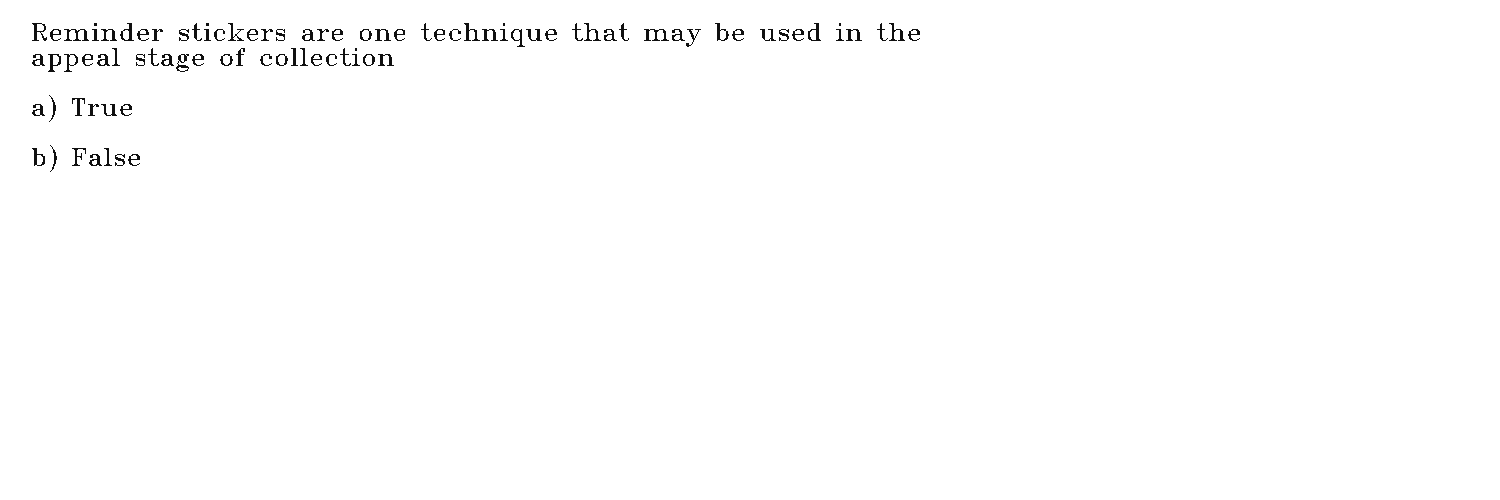 Reminder stickers are one technique that may be used in the
appeal stage of collection
a) True
b) False